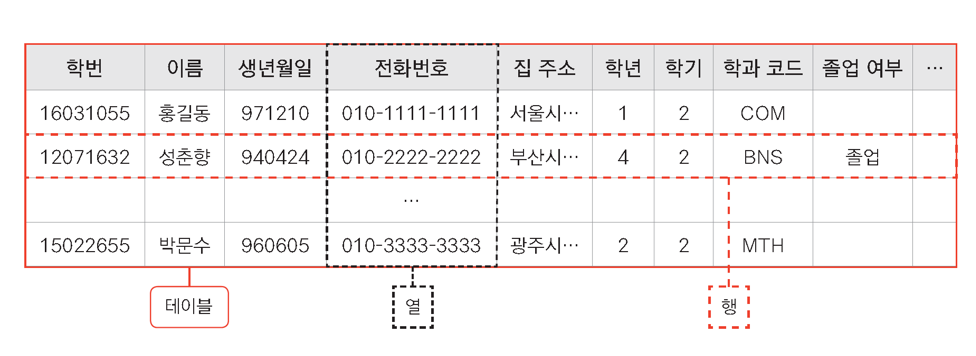 학번 이름 생년월일 전화번호 집 주소 학년 학기 학과 코드 졸업 여부 …
16031055 홍길동 971210 010-1111-1111 서울시… 1 2 COM
12071632 성춘향 940424 010-2222-2222 부산시… 4 2 BNS 졸업
…
15022655 박문수 960605 010-3333-3333 광주시… 2 2 MTH
테이블 열 행